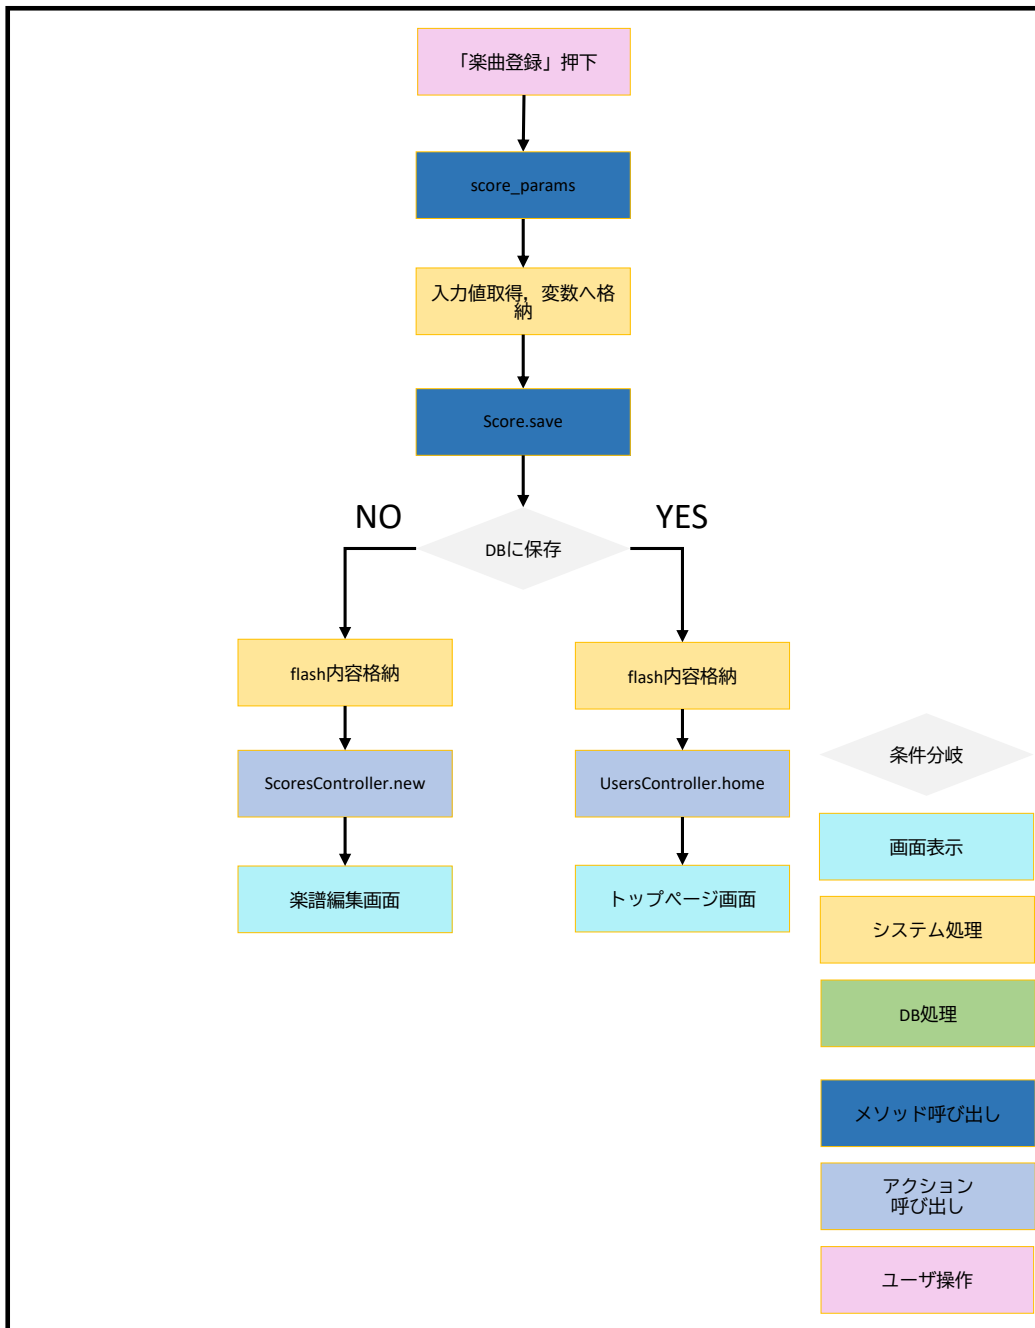 「楽曲登録」押下
score_params
入力値取得，変数へ格
納
Score.save
NO
YES
DBに保存
flash内容格納
flash内容格納
ScoresController.new
UsersController.home
楽譜編集画面
トップページ画面
条件分岐
画面表示
システム処理
DB処理
メソッド呼び出し
アクション
呼び出し
ユーザ操作